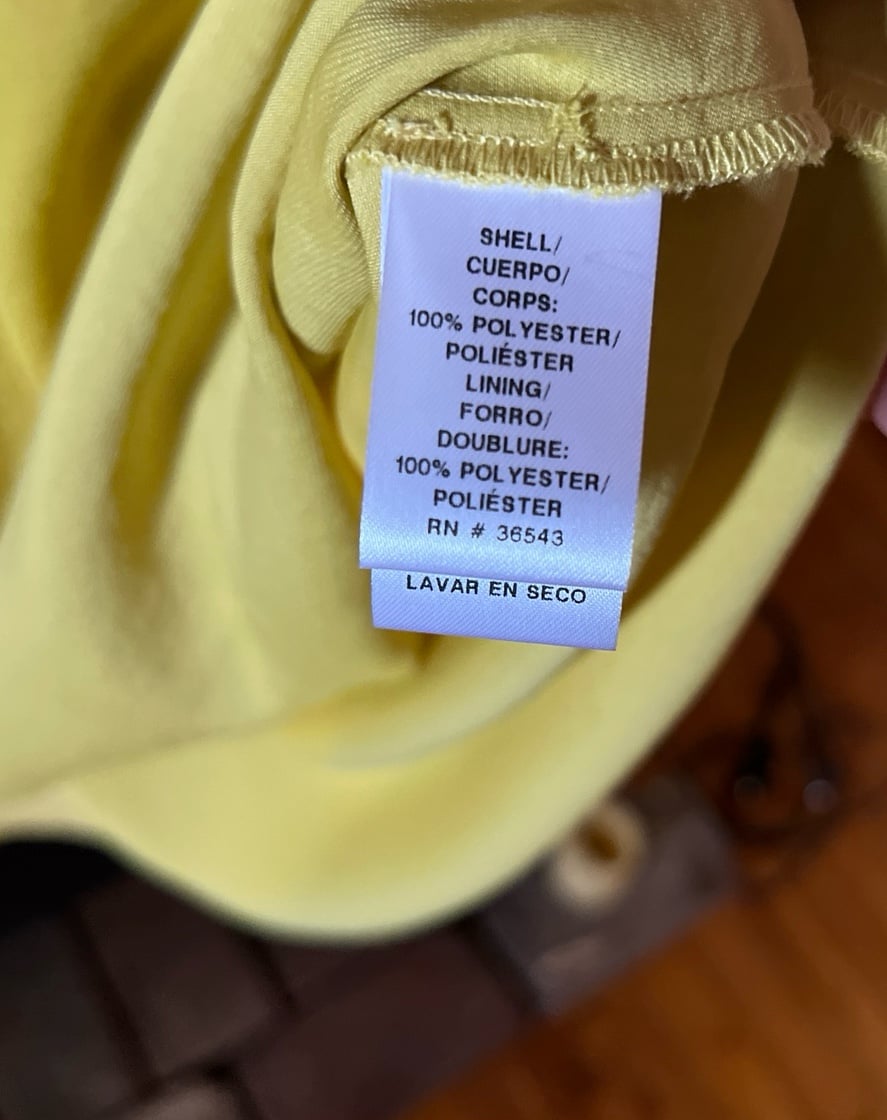 SHELL/
CUERPO/
CORPS:
100% POLYESTER/
POLIÉSTER
LINING/
FORRO/
DOUBLURE:
100% POLYESTER/
POLIÉSTER
RN # 36543
LAVAR EN SECO